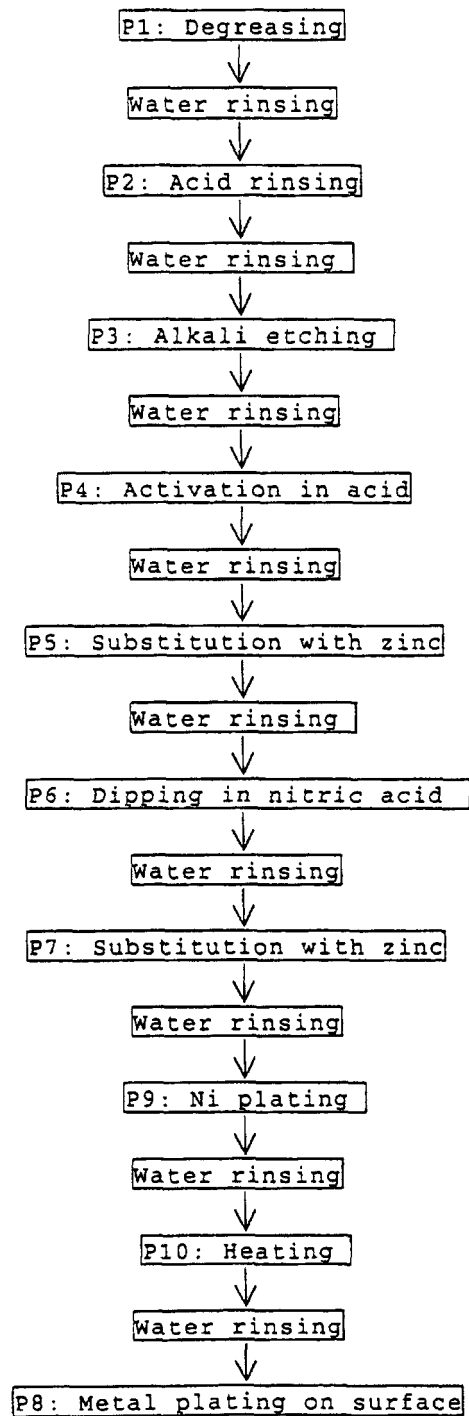 P1: Degreasing
Water rinsing
P2: Acid rinsing
Water rinsing
P3: Alkali etching
Water rinsing
P4: Activation in acid
Water rinsing
P5: Substitution with zinc
Water rinsing
P6: Dipping in nitric acid
Water rinsing
P7: Substitution with zinc
Water rinsing
P9: Ni plating
Water rinsing
P10: Heating
Water rinsing
P8: Metal plating on surface